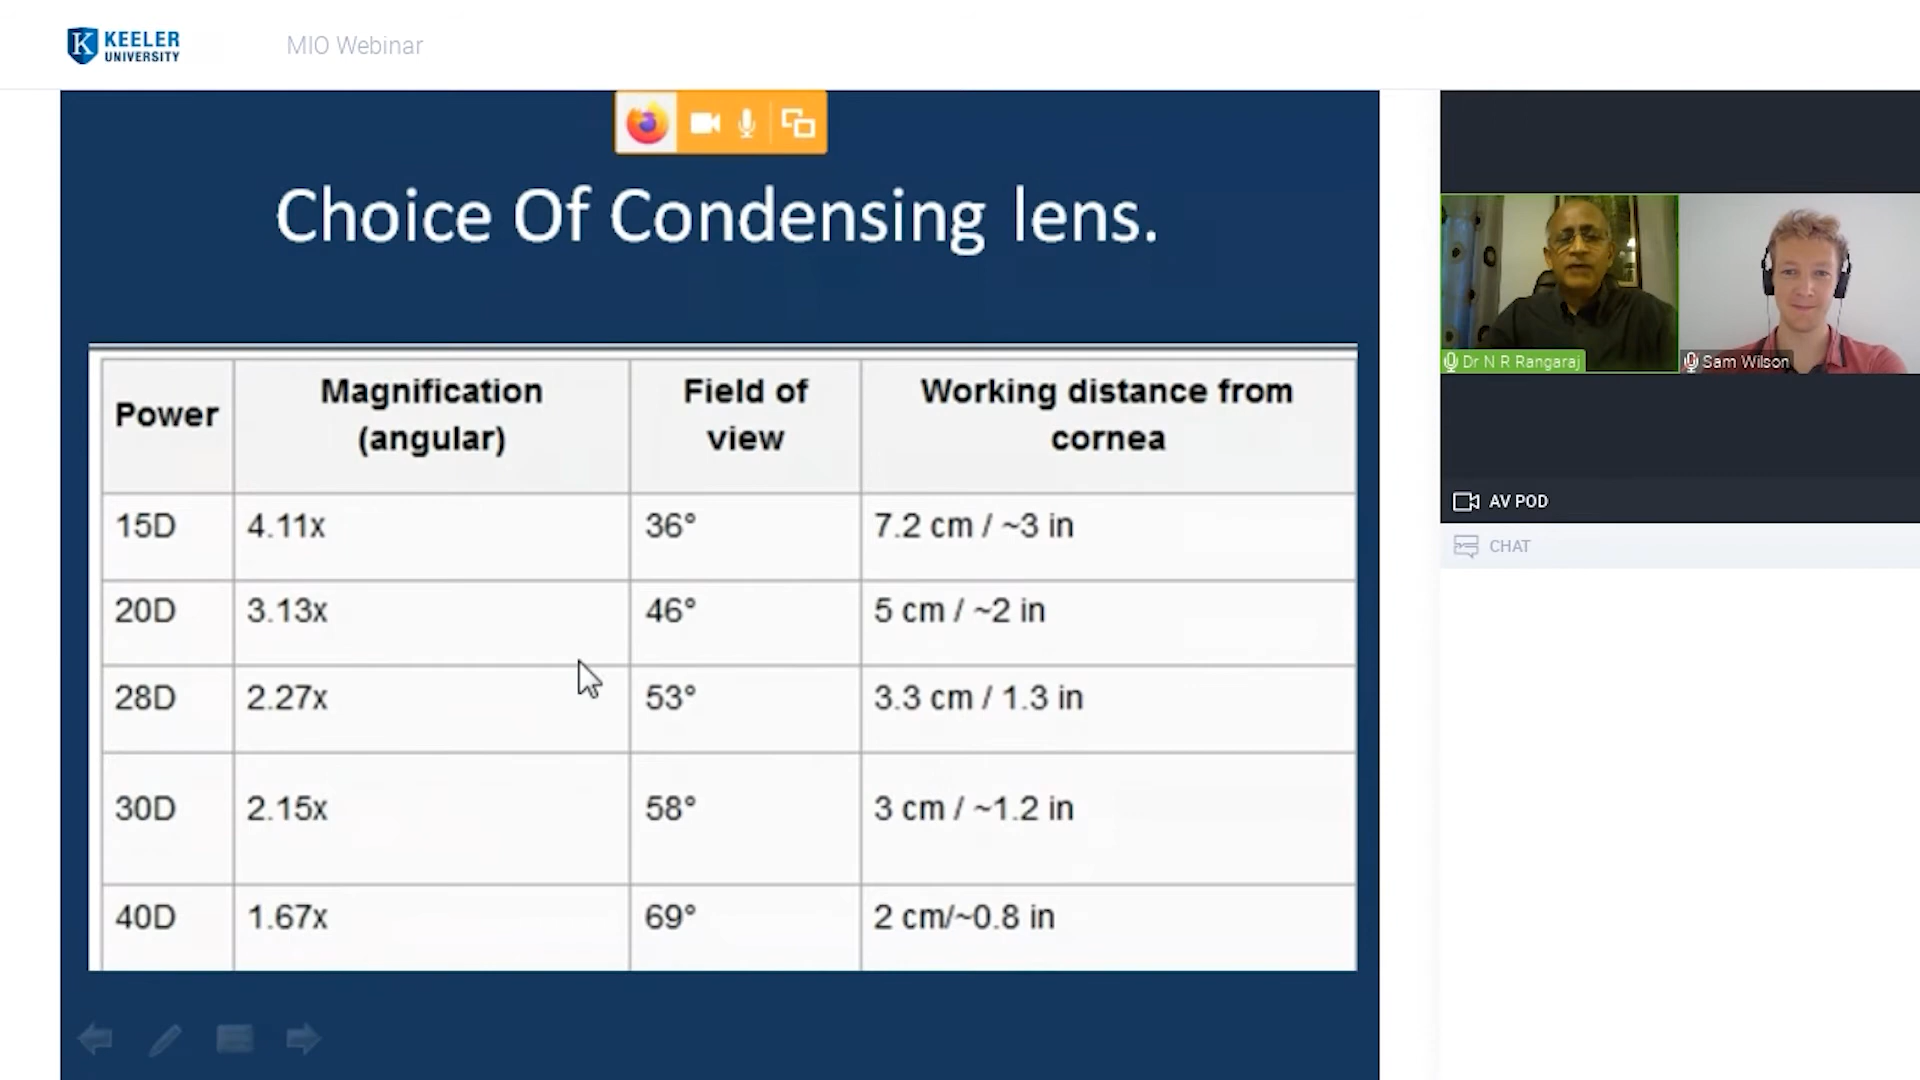 KEELER
UNIVERSITY
MIO Webinar
Choice Of Condensing lens.
Power
Magnification
(angular)
Field of
view
Working distance from
cornea
15D 4.11x 36° 7.2 cm / ~3 in
20D 3.13x 46° 5 cm / ~2 in
28D 2.27x 53° 3.3 cm / 1.3 in
30D 2.15x 58° 3 cm / ~1.2 in
40D 1.67x 69° 2 cm/~0.8 in
Dr N R Rangaraj
Sam Wilson
AV POD
CHAT